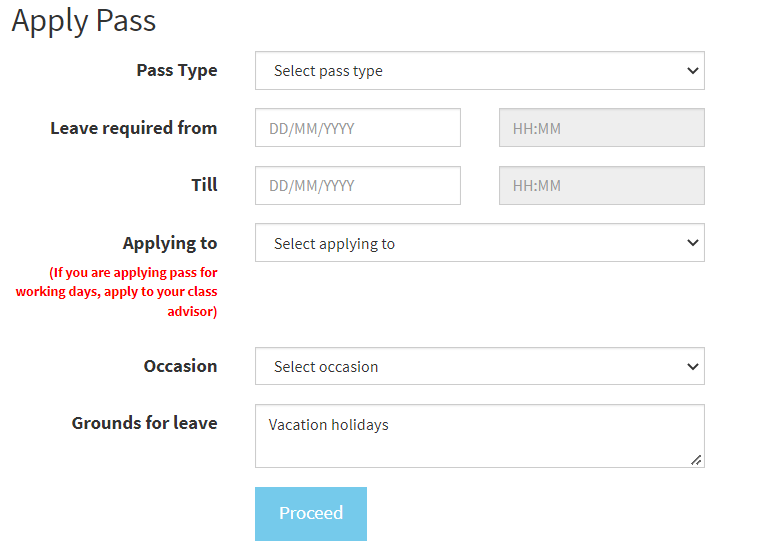 Apply Pass
Pass Type
Select pass type
Leave required from
DD/MM/YYYY
HH:MM
Till
DD/MM/YYYY
HH:MM
Applying to
Select applying to
(If you are applying pass for
working days, apply to your class
advisor)
Occasion
Select occasion
Grounds for leave
Vacation holidays
Proceed